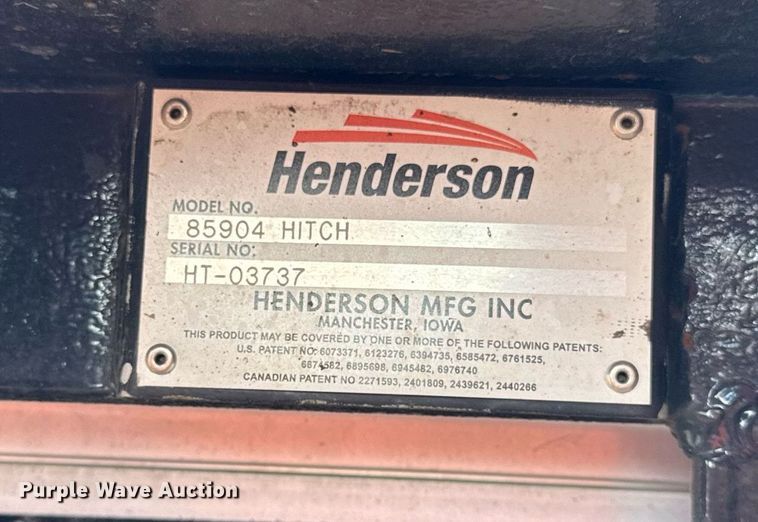 Henderson
MODEL NO.
85904 HITCH
SERIAL NO:
HT-03737
HENDERSON MFG INC
MANCHESTER, IOWA
THIS PRODUCT MAY BE COVERED BY ONE OR MORE OF THE FOLLOWING PATENTS:
U.S. PATENT NO: 6073371, 6123276, 6394735, 6585472, 6761525,
6874582, 6895698, 6945482, 6976740
CANADIAN PATENT NO 2271593, 2401809, 2439621, 2440266
Purple Wave Auction